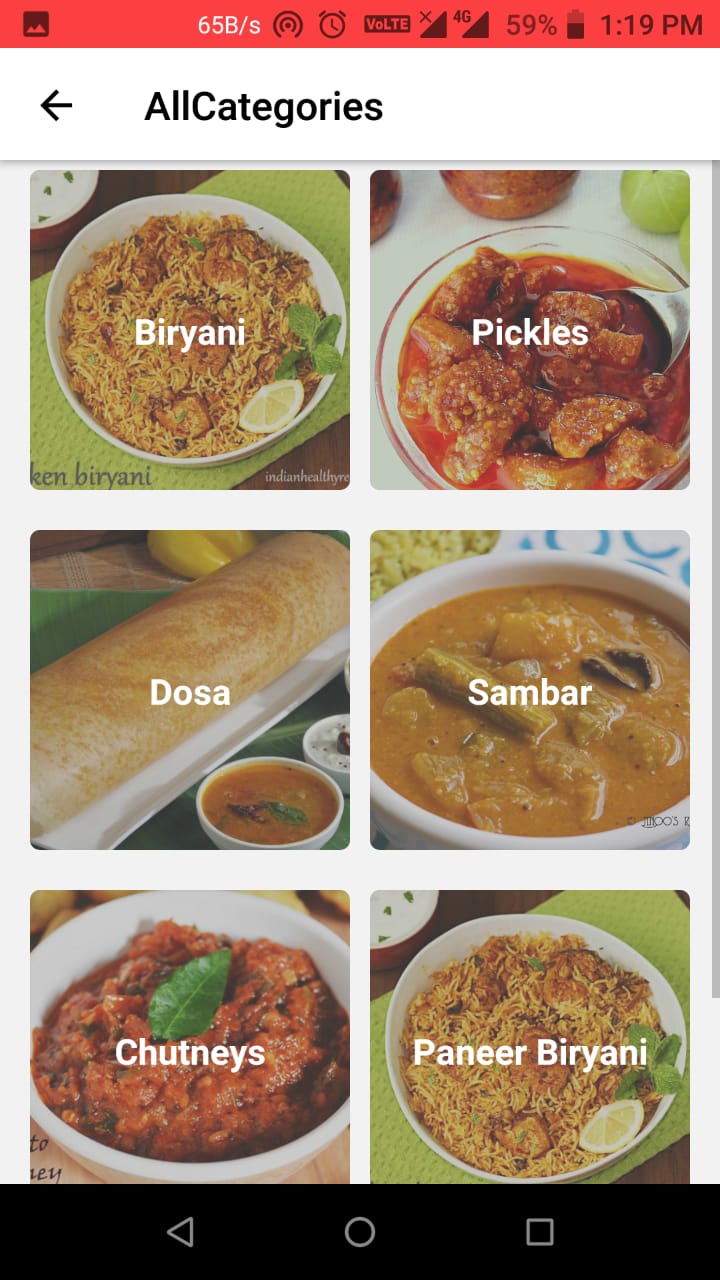 65B/s VoLTE 4G 59% 1:19 PM
AllCategories
Biryani
Pickles
ken biryani
indianhealthyre
Dosa
Sambar
© JINOO'S K
Chutneys
Paneer Biryani
to
ney